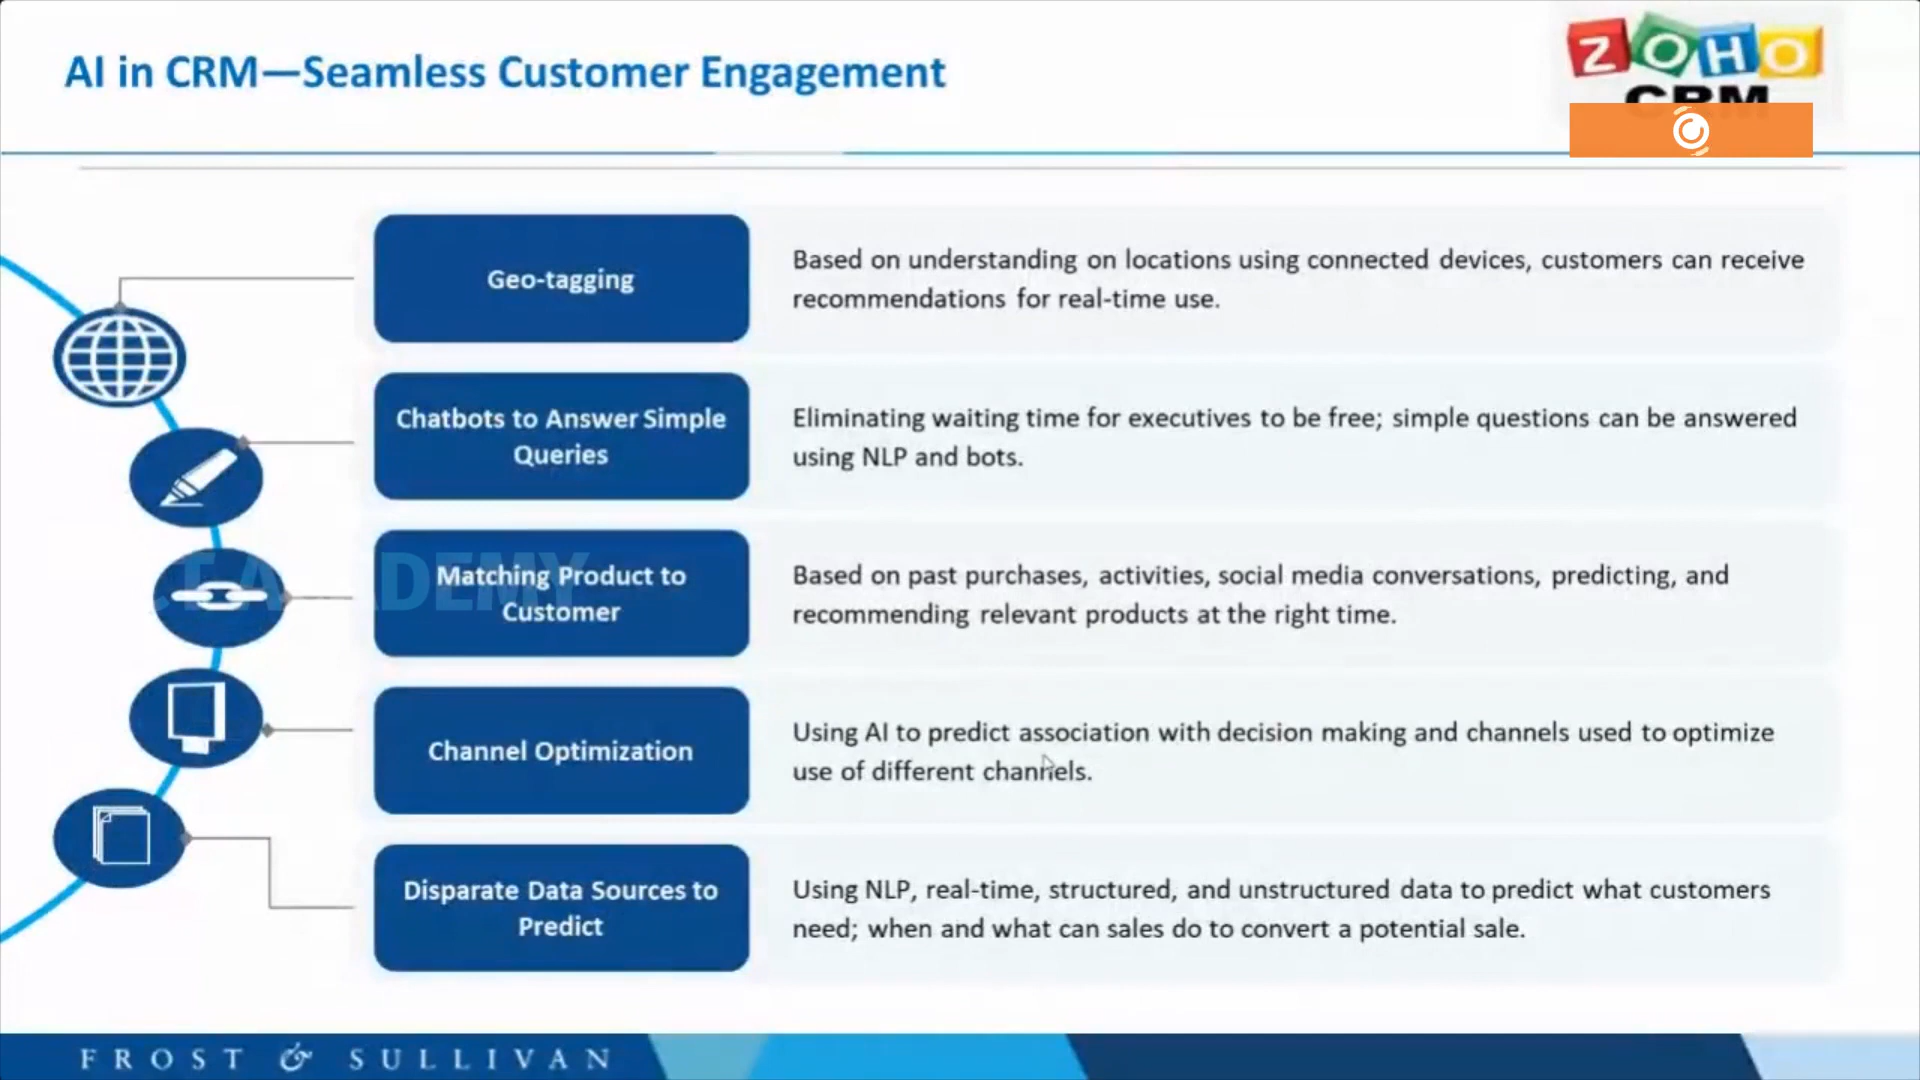 AI in CRM—Seamless Customer Engagement
ZOHO
CRM
Geo-tagging
Based on understanding on locations using connected devices, customers can receive
recommendations for real-time use.
Chatbots to Answer Simple
Queries
Eliminating waiting time for executives to be free; simple questions can be answered
using NLP and bots.
Matching Product to
Customer
Based on past purchases, activities, social media conversations, predicting, and
recommending relevant products at the right time.
Channel Optimization
Using AI to predict association with decision making and channels used to optimize
use of different channels.
Disparate Data Sources to
Predict
Using NLP, real-time, structured, and unstructured data to predict what customers
need; when and what can sales do to convert a potential sale.
FROST & SULLIVAN